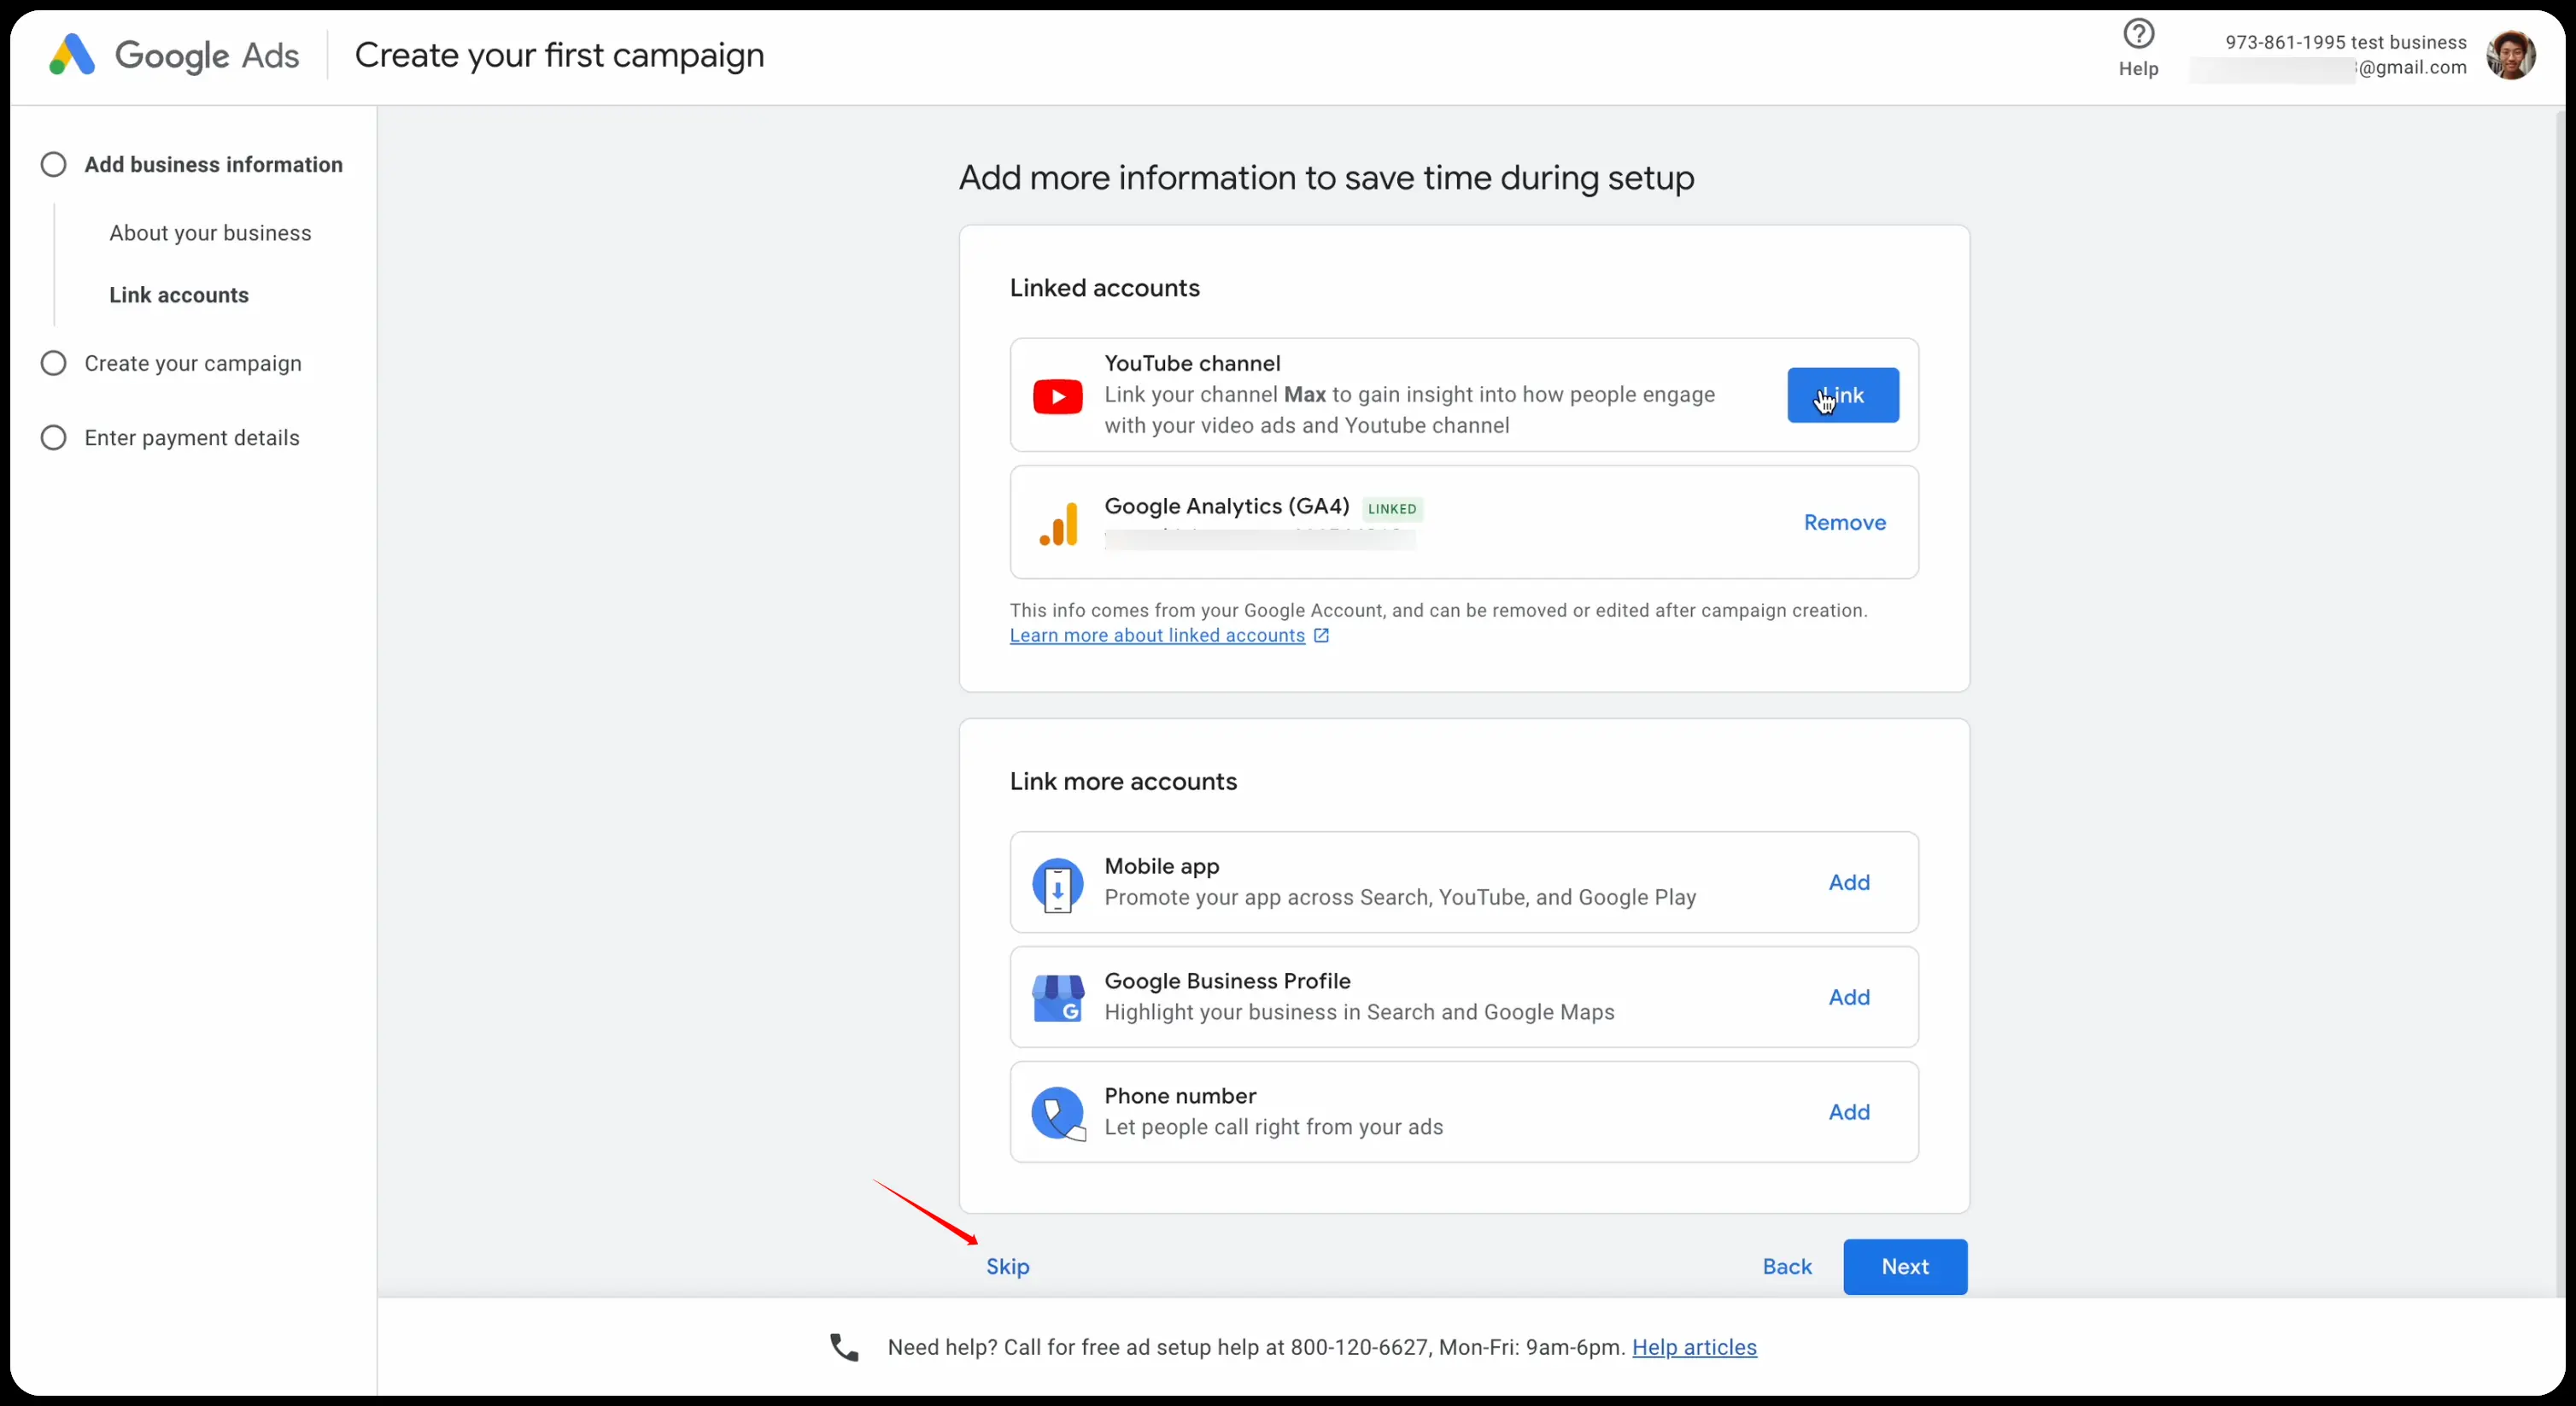 Google Ads
Create your first campaign
Help
973-861-1995 test business
@gmail.com
Add business information
About your business
Link accounts
Create your campaign
Enter payment details
Add more information to save time during setup
Linked accounts
YouTube channel
Link your channel Max to gain insight into how people engage
with your video ads and Youtube channel
Link
Google Analytics (GA4) LINKED
Remove
This info comes from your Google Account, and can be removed or edited after campaign creation.
Learn more about linked accounts
Link more accounts
Mobile app
Promote your app across Search, YouTube, and Google Play
Add
Google Business Profile
Highlight your business in Search and Google Maps
Add
G
Phone number
Let people call right from your ads
Add
Skip
Back
Next
Need help? Call for free ad setup help at 800-120-6627, Mon-Fri: 9am-6pm. Help articles